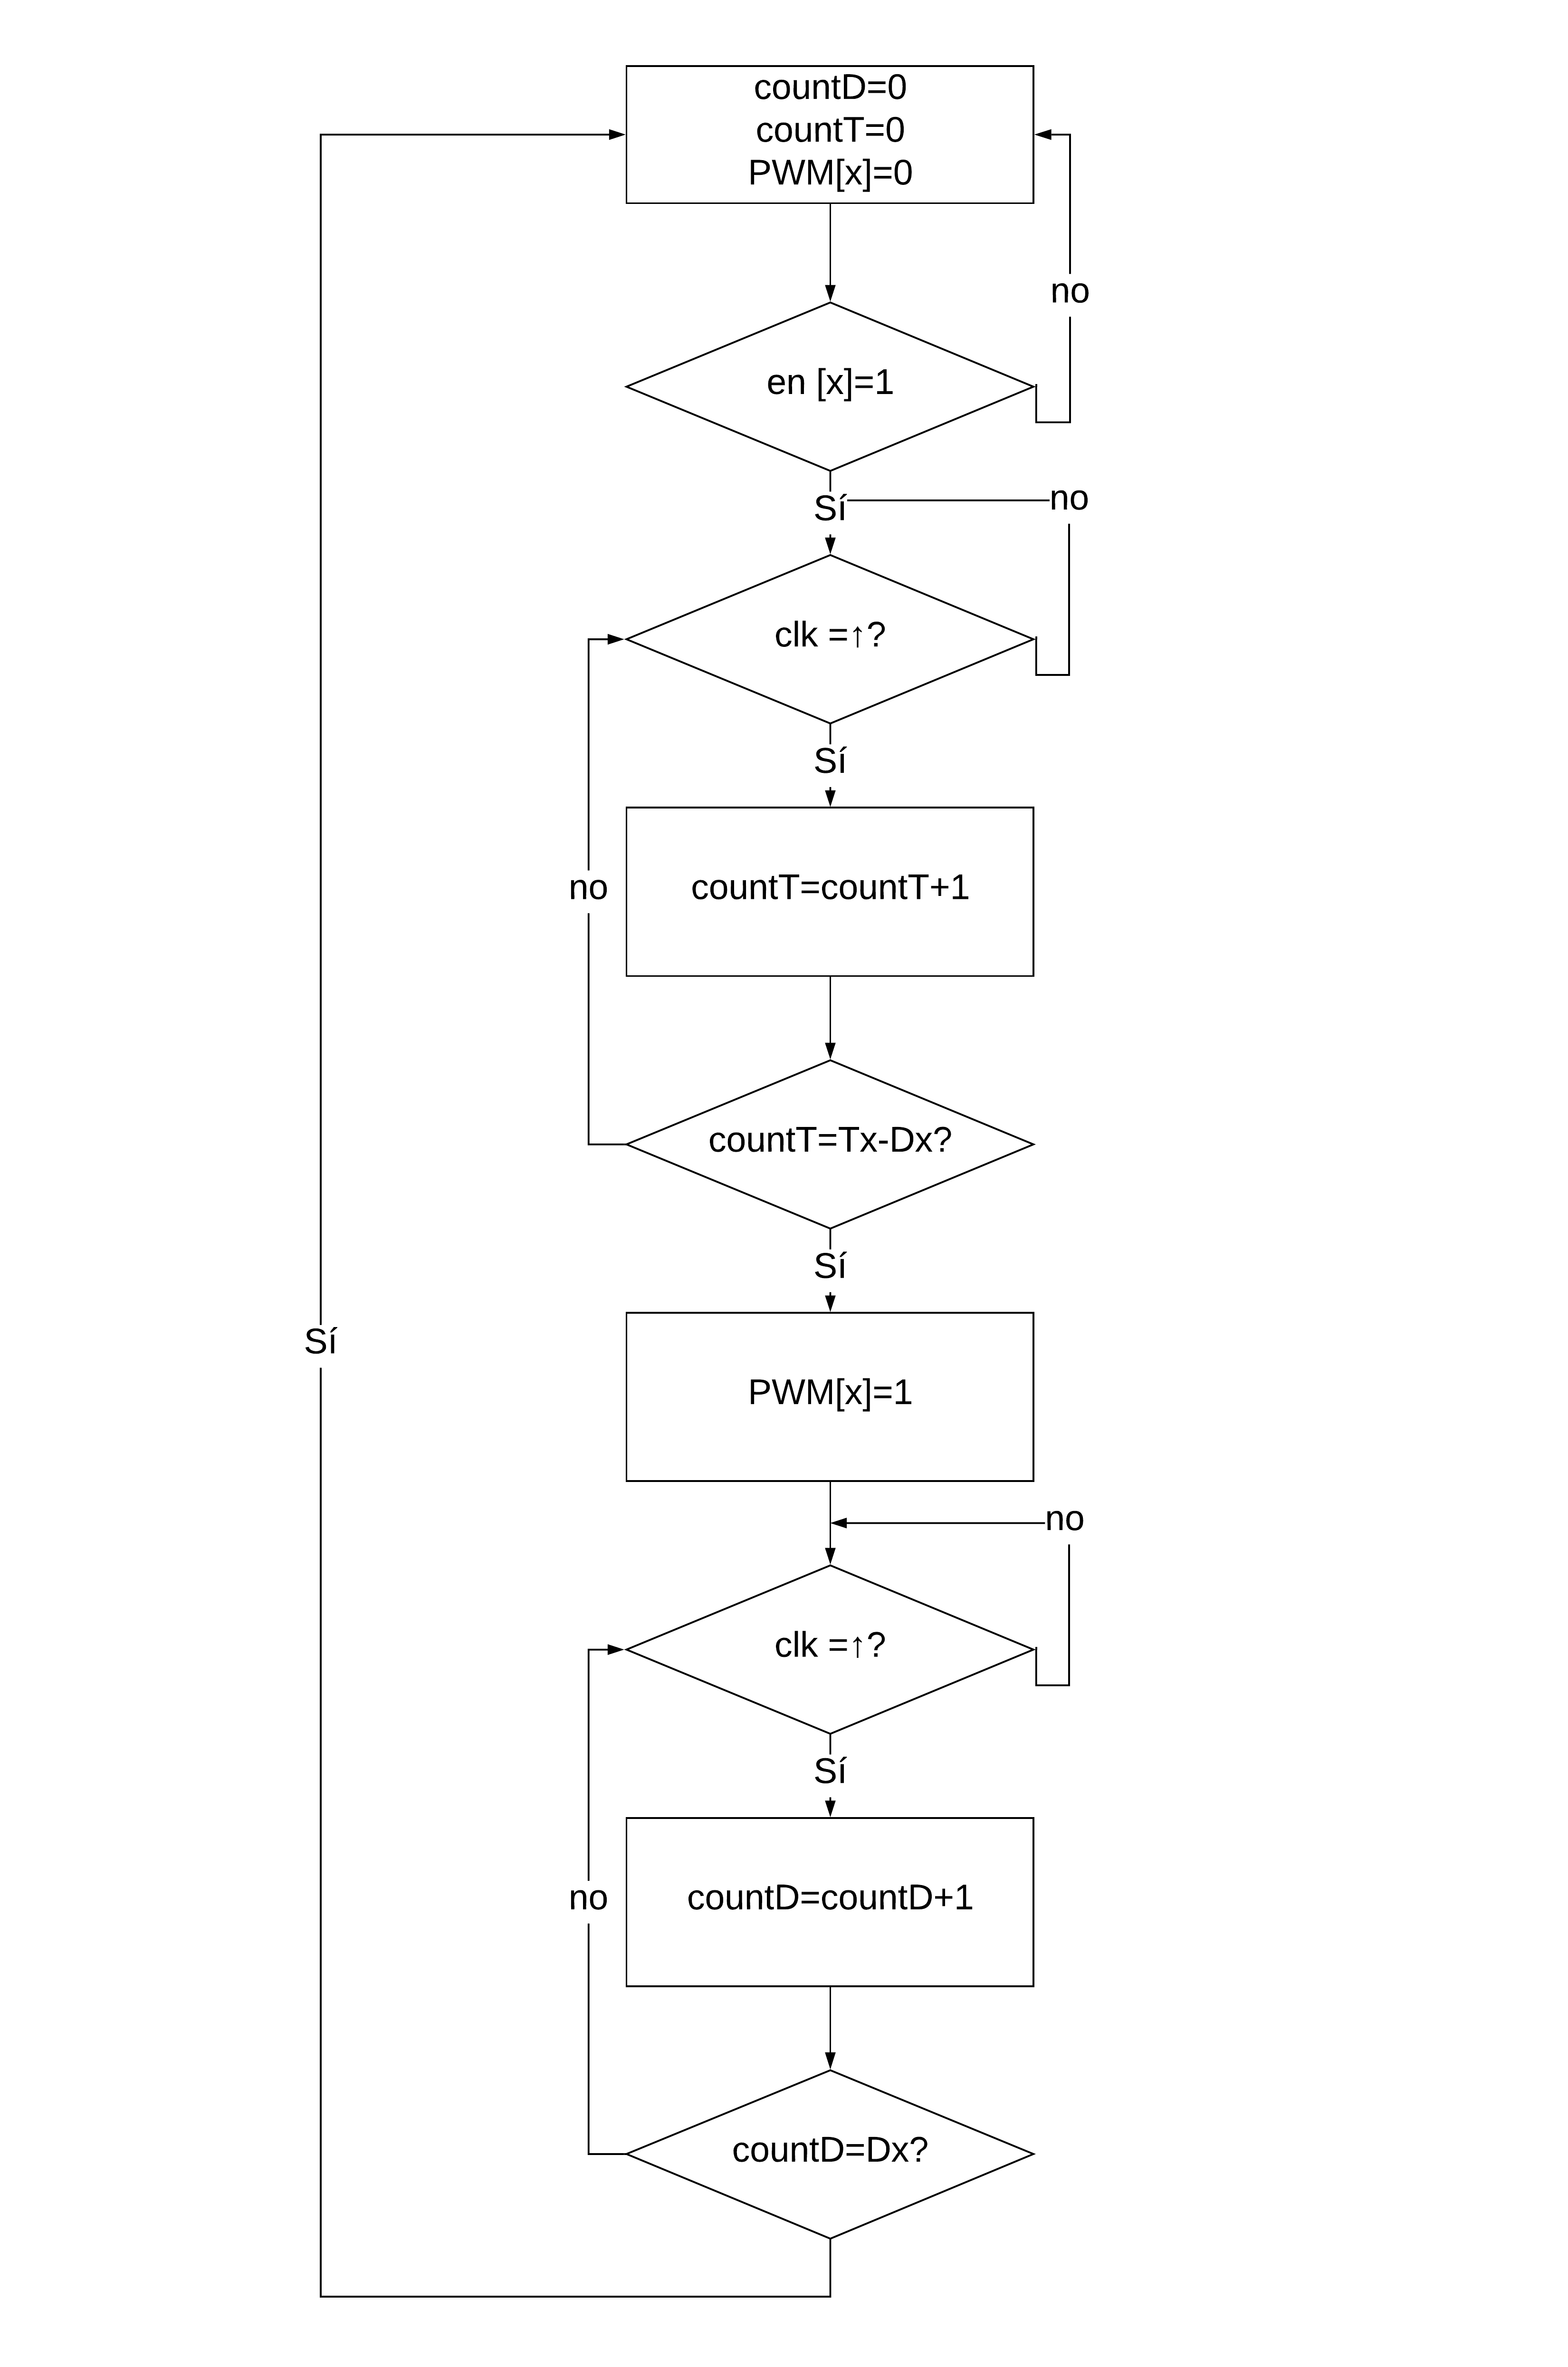 countD=0
countT=0
PWM[x]=0
no
en [x]=1
Sí
no
clk =↑?
Sí
no
countT=countT+1
countT=Tx-Dx?
Sí
Sí
PWM[x]=1
no
clk =↑?
Sí
no
countD=countD+1
countD=Dx?